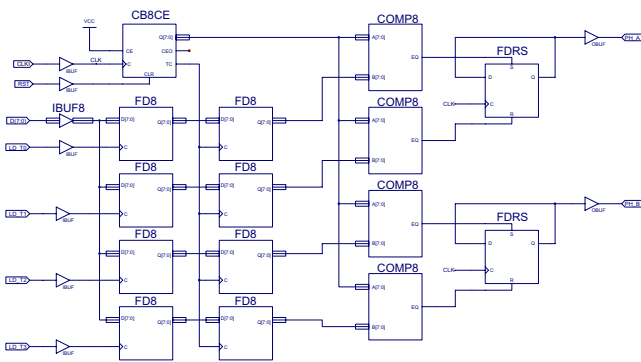 CB8CE
VCC
CE
Q[7:0]
CEO
TC
C
CLR
CLKI
IBUF
CLK
RST
IBUF
COMP8
A[7:0]
B[7:0]
EQ
FDRS
S
D
Q
C
R
CLK
OBUF
PH_A
IBUF8
D(7:0)
FD8
D[7:0]
Q[7:0]
C
FD8
D[7:0]
Q[7:0]
C
LD_T0
IBUF
COMP8
A[7:0]
B[7:0]
EQ
FD8
D[7:0]
Q[7:0]
C
FD8
D[7:0]
Q[7:0]
C
LD_T1
IBUF
COMP8
A[7:0]
B[7:0]
EQ
FDRS
S
D
Q
C
R
CLK
OBUF
PH_B
FD8
D[7:0]
Q[7:0]
C
FD8
D[7:0]
Q[7:0]
C
LD_T2
IBUF
COMP8
A[7:0]
B[7:0]
EQ
FD8
D[7:0]
Q[7:0]
C
FD8
D[7:0]
Q[7:0]
C
LD_T3
IBUF